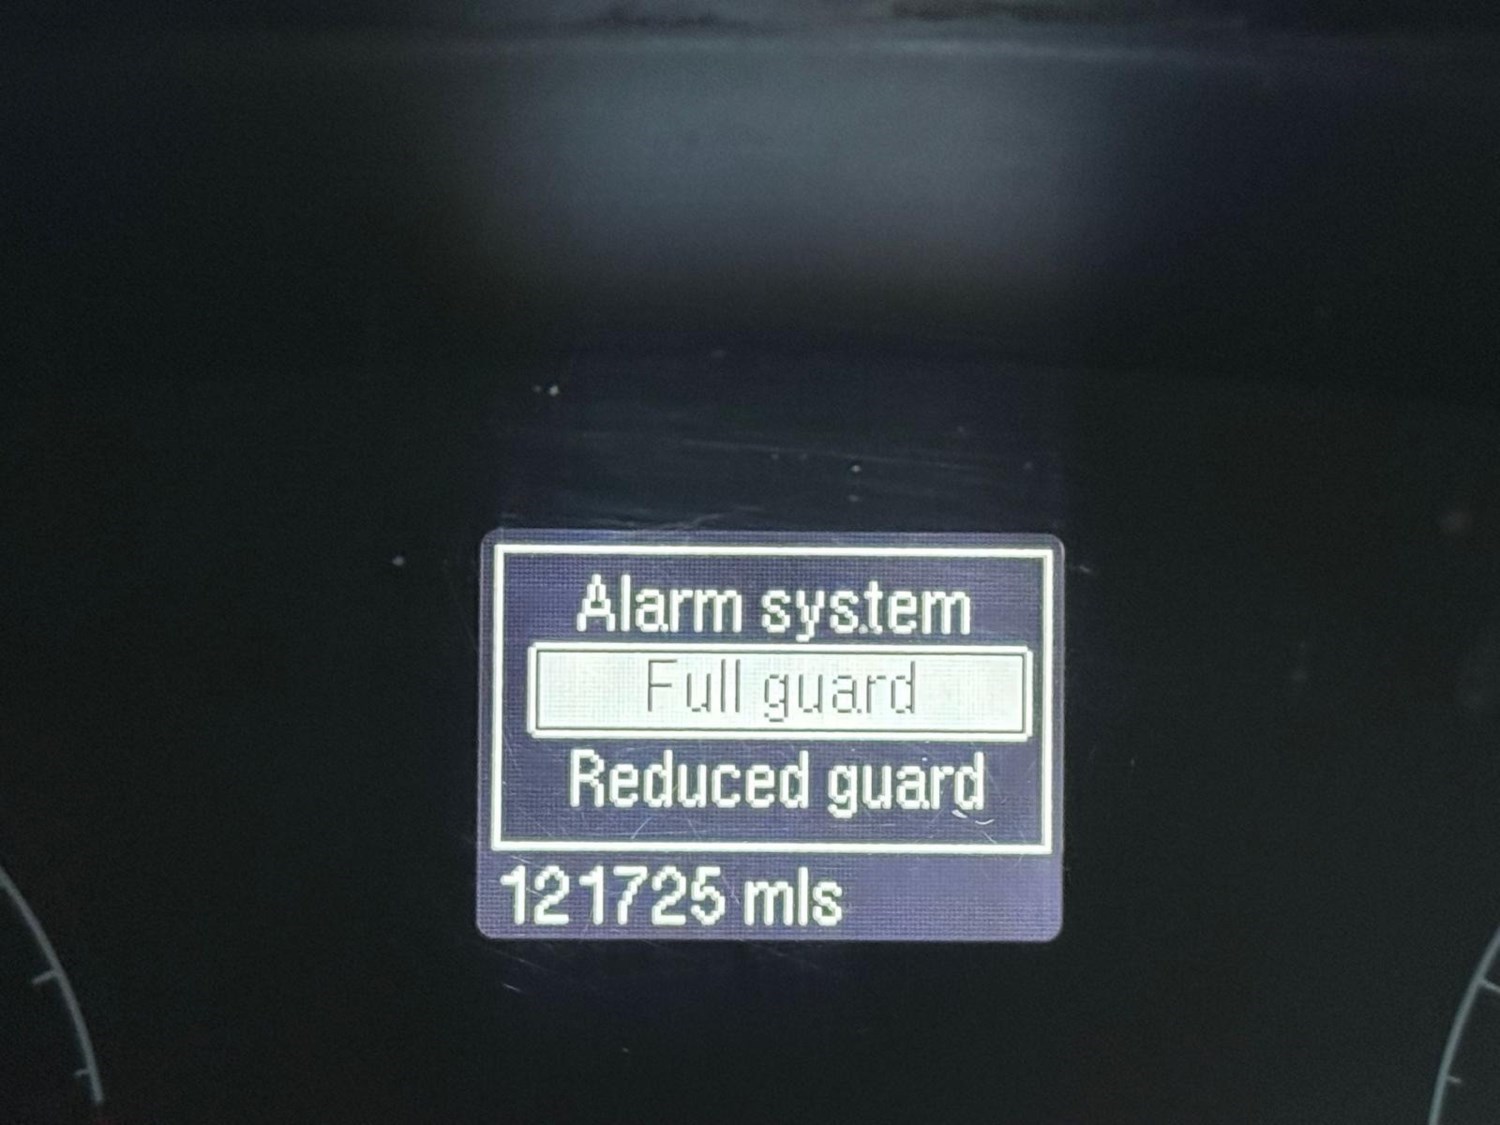 Alarm system
Full guard
Reduced guard
121725 mls